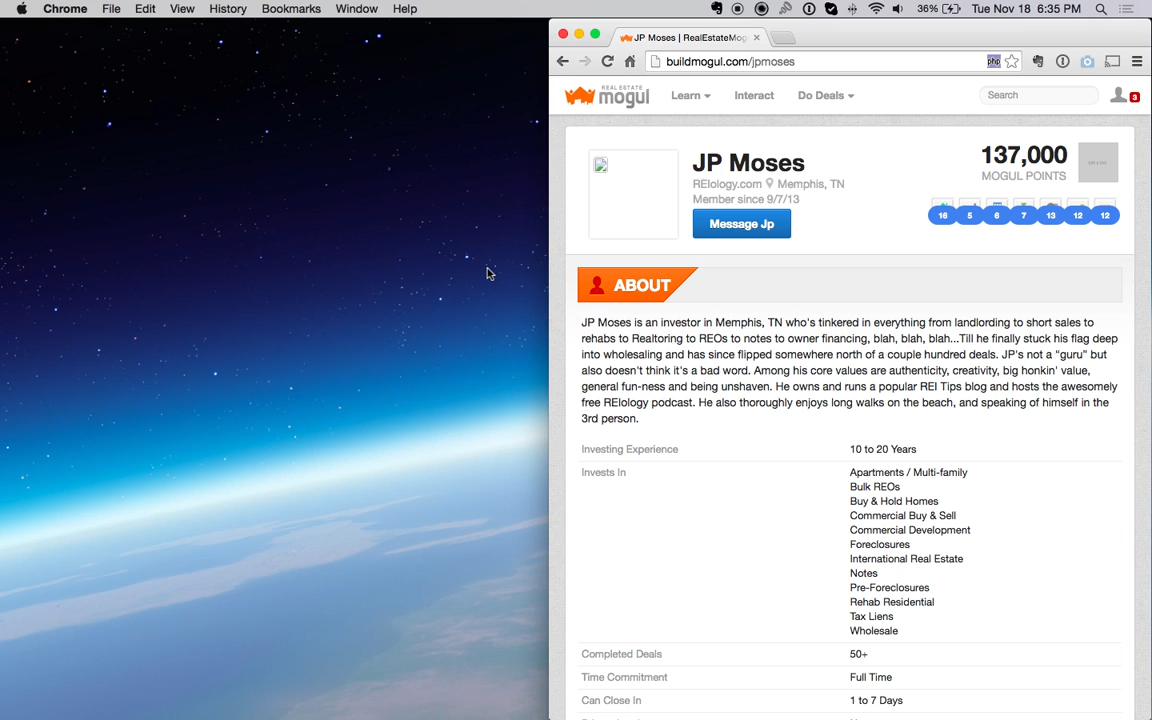 Chrome File Edit View History Bookmarks Window Help 36% Tue Nov 18 6:35 PM
JP Moses | RealEstateMog
buildmogul.com/jpmoses php
REAL ESTATE
mogul Learn Interact Do Deals Search 3
JP Moses
REIology.com Memphis, TN
Member since 9/7/13
Message Jp
137,000
MOGUL POINTS
16 5 6 7 13 12 12
ABOUT
JP Moses is an investor in Memphis, TN who's tinkered in everything from landlording to short sales to
rehabs to Realtoring to REOs to notes to owner financing, blah, blah, blah...Till he finally stuck his flag deep
into wholesaling and has since flipped somewhere north of a couple hundred deals. JP's not a "guru" but
also doesn't think it's a bad word. Among his core values are authenticity, creativity, big honkin' value,
general fun-ness and being unshaven. He owns and runs a popular REI Tips blog and hosts the awesomely
free REIology podcast. He also thoroughly enjoys long walks on the beach, and speaking of himself in the
3rd person.
Investing Experience 10 to 20 Years
Invests In Apartments / Multi-family
Bulk REOs
Buy & Hold Homes
Commercial Buy & Sell
Commercial Development
Foreclosures
International Real Estate
Notes
Pre-Foreclosures
Rehab Residential
Tax Liens
Wholesale
Completed Deals 50+
Time Commitment Full Time
Can Close In 1 to 7 Days